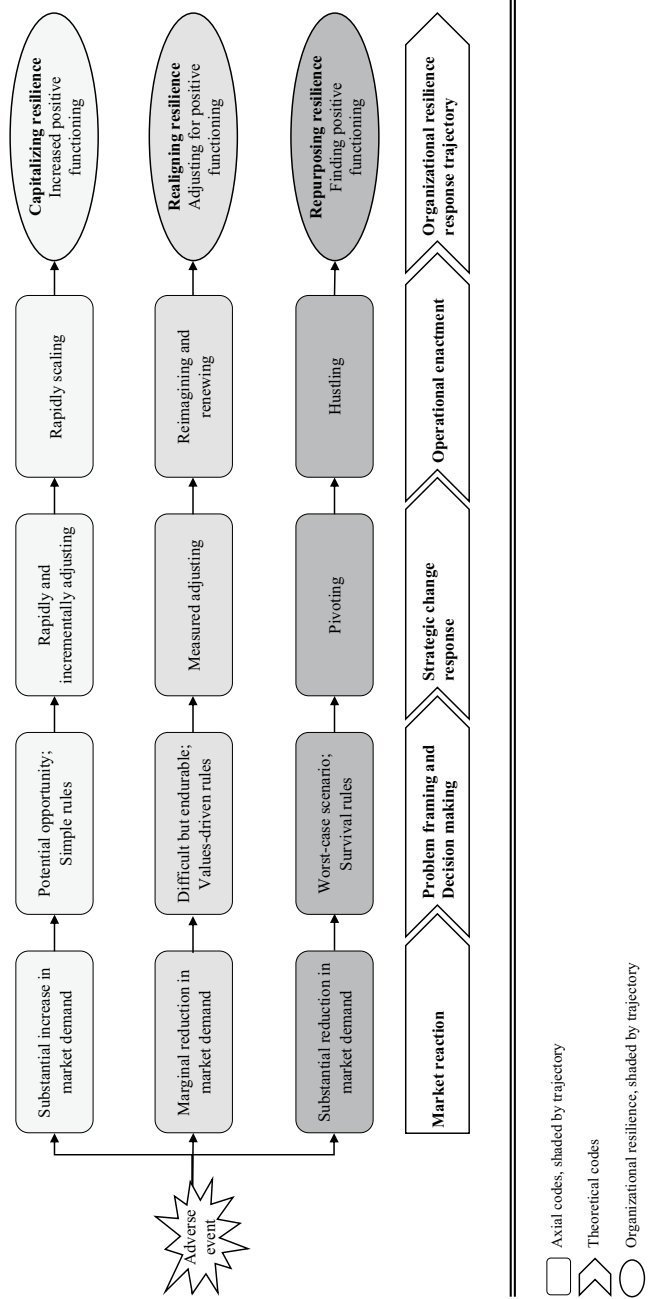 Adverse
event
Substantial increase in
market demand
Potential opportunity;
Simple rules
Rapidly and
incrementally adjusting
Rapidly scaling
Capitalizing resilience
Increased positive
functioning
Marginal reduction in
market demand
Difficult but endurable;
Values-driven rules
Measured adjusting
Reimagining and
renewing
Realigning resilience
Adjusting for positive
functioning
Substantial reduction in
market demand
Worst-case scenario;
Survival rules
Pivoting
Hustling
Repurposing resilience
Finding positive
functioning
Market reaction
Problem framing and
Decision making
Strategic change
response
Operational enactment
Organizational resilience
response trajectory
Axial codes, shaded by trajectory
Theoretical codes
Organizational resilience, shaded by trajectory